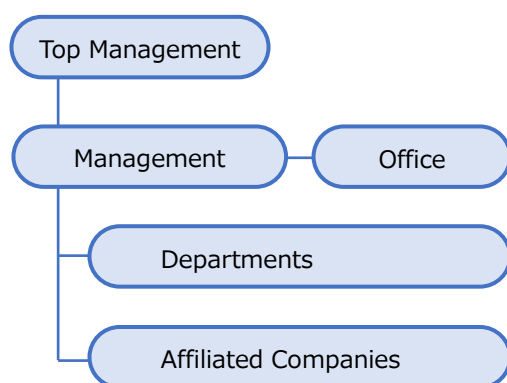 Top Management
Management
Office
Departments
Affiliated Companies